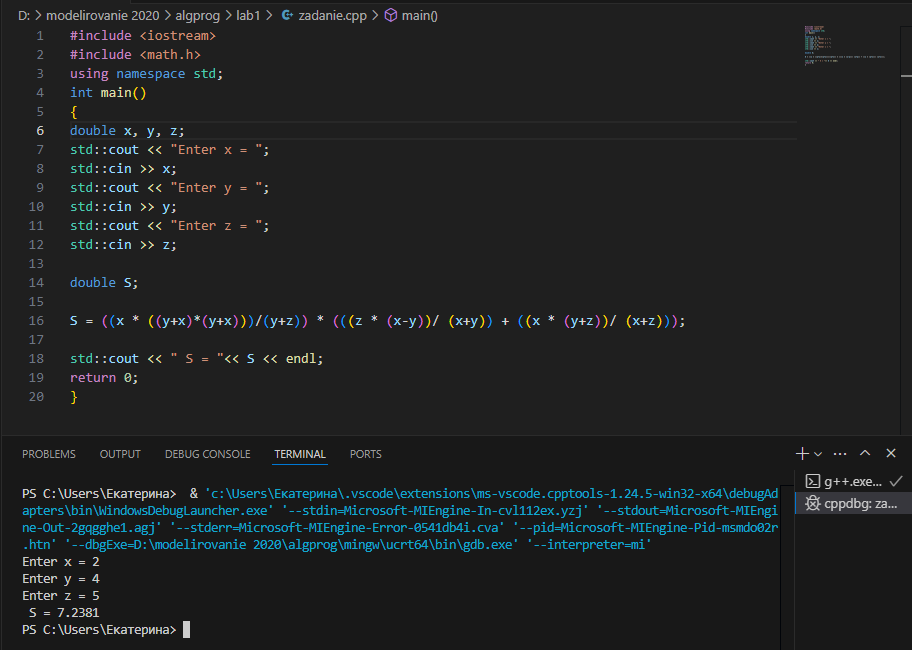 D: > modelirovanie 2020 > algprog > lab1 > zadanie.cpp > main()
1 #include <iostream>
2 #include <math.h>
3 using namespace std;
4 int main()
5 {
6 double x, y, z;
7 std::cout << "Enter x = ";
8 std::cin >> x;
9 std::cout << "Enter y = ";
10 std::cin >> y;
11 std::cout << "Enter z = ";
12 std::cin >> z;
13
14 double S;
15
16 S = ((x * ((y+x)*(y+x)))/(y+z)) * (((z * (x-y))/ (x+y)) + ((x * (y+z))/ (x+z)));
17
18 std::cout << " S = "<< S << endl;
19 return 0;
20 }
PROBLEMS OUTPUT DEBUG CONSOLE TERMINAL PORTS
PS C:\Users\Екатерина>  & 'c:\Users\Екатерина\.vscode\extensions\ms-vscode.cpptools-1.24.5-win32-x64\debugAd
apters\bin\WindowsDebugLauncher.exe' '--stdin=Microsoft-MIEngine-In-cvl112ex.yzj' '--stdout=Microsoft-MIEngi
ne-Out-2gqgghe1.agj' '--stderr=Microsoft-MIEngine-Error-0541db4i.cva' '--pid=Microsoft-MIEngine-Pid-msmdo02r
.htn' '--dbgExe=D:\modelirovanie 2020\algprog\mingw\ucrt64\bin\gdb.exe' '--interpreter=mi'
Enter x = 2
Enter y = 4
Enter z = 5
 S = 7.2381
PS C:\Users\Екатерина>
g++.exe...
cppdbg: za...